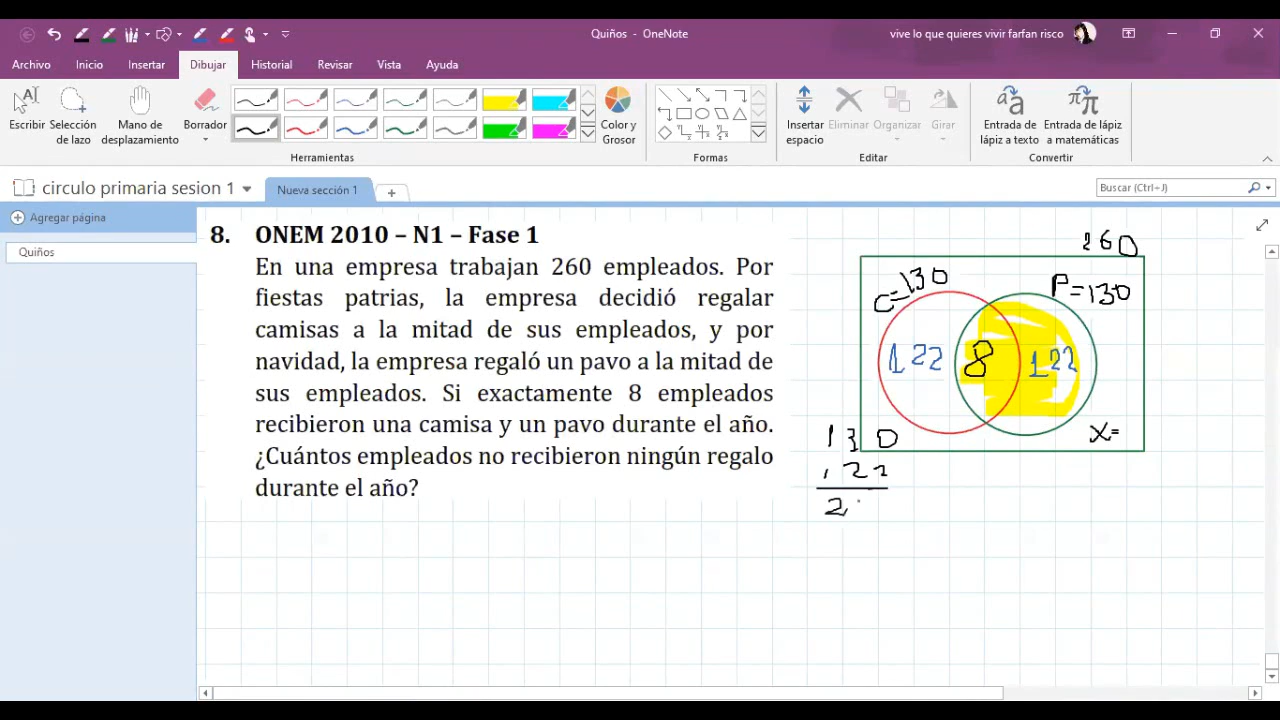 Quiños - OneNote
vive lo que quieres vivir farfan risco
Archivo Inicio Insertar Dibujar Historial Revisar Vista Ayuda
Escribir Selección de lazo Mano de desplazamiento Borrador Color y Grosor Insertar espacio Eliminar Organizar Girar Entrada de lápiz a texto Entrada de lápiz a matemáticas
Herramientas Formas Editar Convertir
circulo primaria sesion 1 Nueva sección 1 Buscar (Ctrl+J)
Agregar página
Quiños
8. ONEM 2010 – N1 – Fase 1
En una empresa trabajan 260 empleados. Por
fiestas patrias, la empresa decidió regalar
camisas a la mitad de sus empleados, y por
navidad, la empresa regaló un pavo a la mitad de
sus empleados. Si exactamente 8 empleados
recibieron una camisa y un pavo durante el año.
¿Cuántos empleados no recibieron ningún regalo
durante el año?
260
C=130 P=130
122 8 122
x=
130
122
2